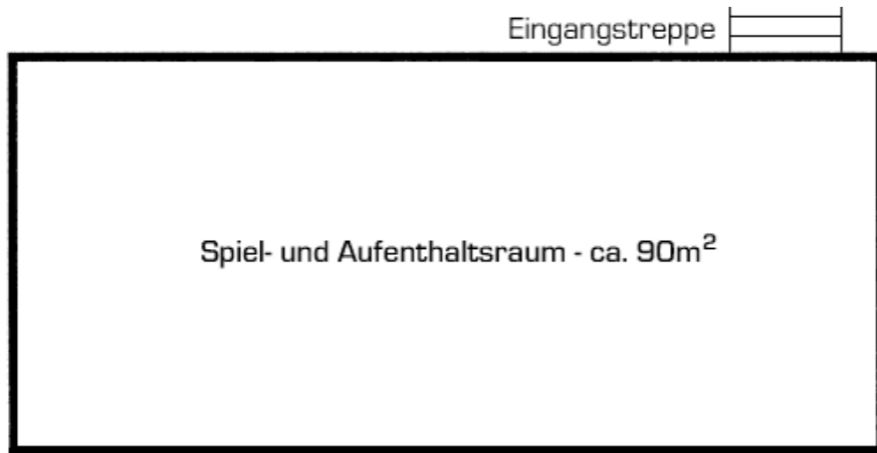 Eingangstreppe
Spiel- und Aufenthaltsraum - ca. 90m²